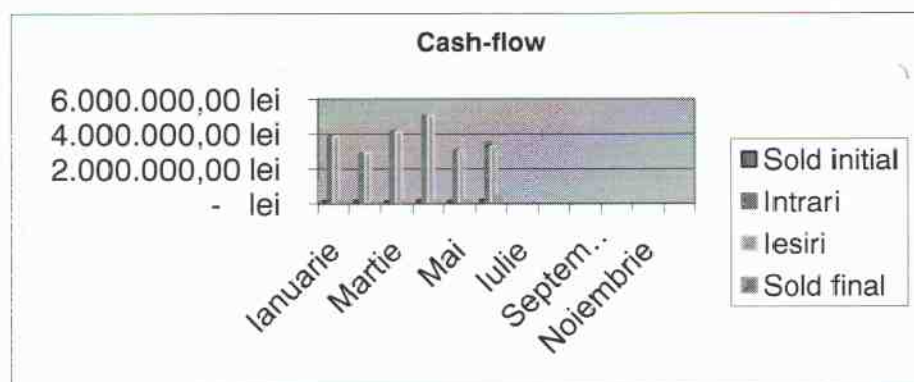 Cash-flow
6.000.000,00 lei
4.000.000,00 lei
2.000.000,00 lei
- lei
Ianuarie
Martie
Mai
Iulie
Septem...
Noiembrie
Sold initial
Intrari
Iesiri
Sold final